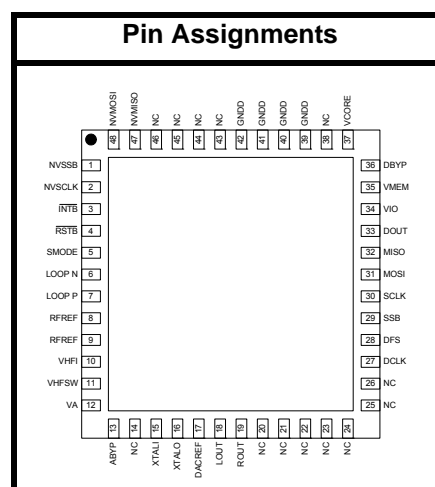 Pin Assignments
NVMOSI
NVMISO
NC
NC
NC
NC
GNDD
GNDD
GNDD
GNDD
NC
VCORE
48
47
46
45
44
43
42
41
40
39
38
37
NVSSB 1
NVSCLK 2
INTB 3
RSTB 4
SMODE 5
LOOP N 6
LOOP P 7
RFREF 8
RFREF 9
VHFI 10
VHFSW 11
VA 12
36 DBYP
35 VMEM
34 VIO
33 DOUT
32 MISO
31 MOSI
30 SCLK
29 SSB
28 DFS
27 DCLK
26 NC
25 NC
13
14
15
16
17
18
19
20
21
22
23
24
ABYP
NC
XTALI
XTALO
DACREF
LOUT
ROUT
NC
NC
NC
NC
NC